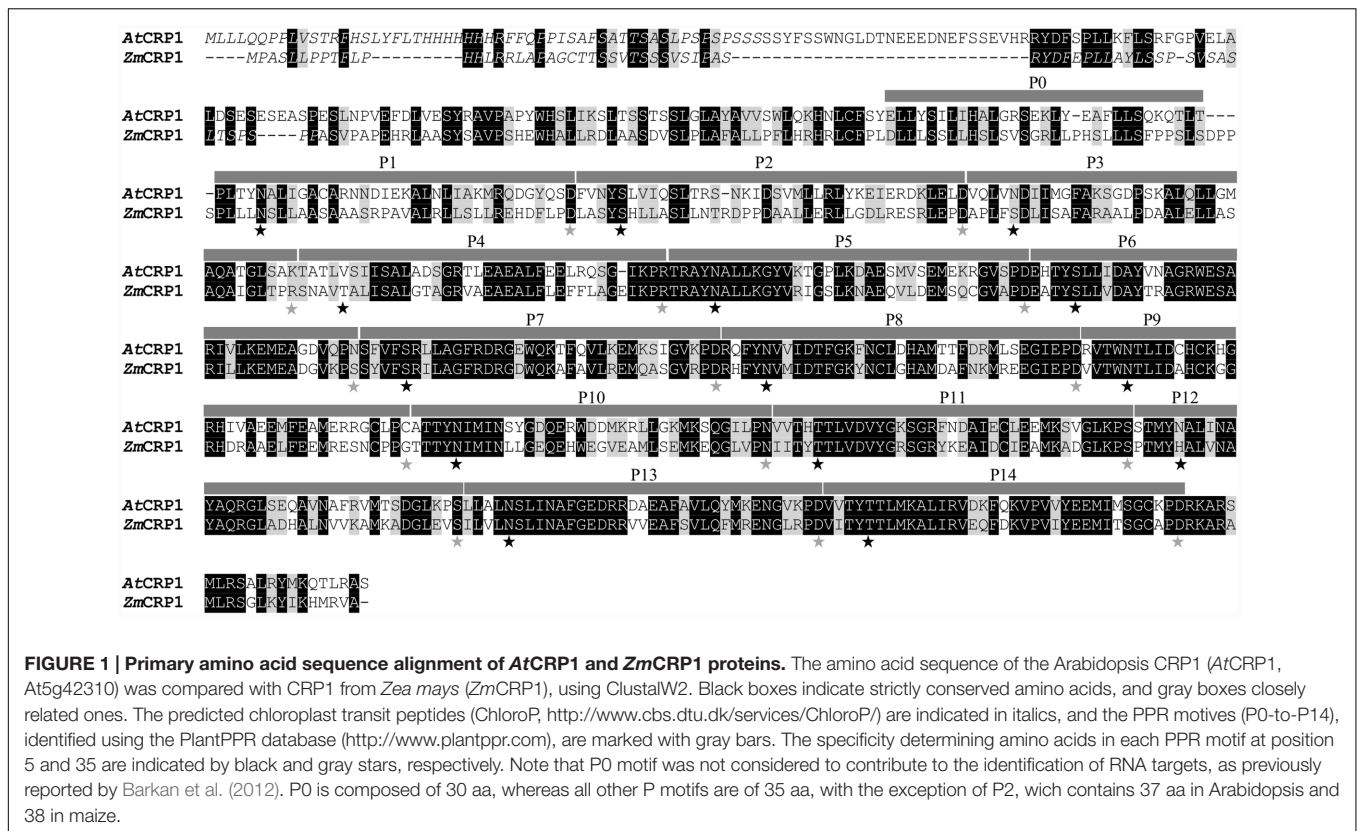 AtCRP1 MLLLQQPPLVSTRFHSLYFLTHHHHHHHHRFFQPPISAFSATTSASLPSPSPSSSSSSYFSSWNGLDTNEEEDNEFSSEVHRRYDFSPLLKFLSRFGPVELA
ZmCRP1 ----MPASLLPPTFLP---------HHLRRLAPAGCTTSSVTSSSVSIPAS---------------------------RYDFEPLLAYLSSP-SVSAS
P0
AtCRP1 LDSESESEASPESLNPVEFDLVESYRAVPAPYWHSLIKSLTSSTSSLGLAYAVVSWLQKHNLCFSYELLYSILIHALGRSEKLY-EAFLLSQKQTLT---
ZmCRP1 LTSPS----PPASVPAPEHRLAASYSAVPSHEWHALLRDLAASDVSLPLAFALLPFLHRHRLCFPLDLLLSSLLHSLSVSGRLLPHSLLLSFPPSLSDPP
P1 P2 P3
AtCRP1 -PLTYNALIGACARNNDIEKALNLIAKMRQDGYQSDFVNYSLVIQSLTRS-NKIDSVMLLRLYKEIERDKLELDVQLVNDIIMGFAKSGDPSKALQLLGM
ZmCRP1 SPLLLNSLLAASAAASRPAVALRLLSLLREHDFLPDLASYSHLLASLLNTRDPPDAALLERLLGDLRESRLEPDAPLFSDLISAFARAALPDAALELLAS
P4 P5 P6
AtCRP1 AQATGLSAKTATLVSIISALADSGRTLEAEALFEELRQSG-IKPRTRAYNALLKGYVKTGPLKDAESMVSEMEKRGVSPDEHTYSLLIDAYVNAGRWESA
ZmCRP1 AQAIGLTPRSNAVTALISALGTAGRVAEAEALFLEFFLAGEIKPRTRAYNALLKGYVRIGSLKNAEQVLDEMSQCGVAPDEATYSLLVDAYTRAGRWESA
P7 P8 P9
AtCRP1 RIVLKEMEAGDVQPNSFVFSRLLAGFRDRGEWQKTFQVLKEMKSIGVKPDRQFYNVVIDTFGKFNCLDHAMTTFDRMLSEGIEPDRVTWNTLIDCHCKHG
ZmCRP1 RILLKEMEADGVKPSSYVFSRILAGFRDRGDWQKAFAVLREMQASGVRPDRHFYNVMIDTFGKYNCLGHAMDAFNKMREEGIEPDVVTWNTLIDAHCKGG
P10 P11 P12
AtCRP1 RHIVAEEMFEAMERRGCLPCATTYNIMINSYGDQERWDDMKRLLGKMKSQGILPNVVTHTTLVDVYGKSGRFNDAIECLEEMKSVGLKPSSTMYNALINA
ZmCRP1 RHDRAAELFEEMRESNCPPGTTTYNIMINLLGEQEHWEGVEAMLSEMKEQGLVPNIITYTTLVDVYGRSGRYKEAIDCIEAMKADGLKPSPTMYHALVNA
P13 P14
AtCRP1 YAQRGLSEQAVNAFRVMTSDGLKPSLLALNSLINAFGEDRRDAEAFAVLQYMKENGVKPDVVTYTTLMKALIRVDKFQKVPVVYEEMIMSGCKPDRKARS
ZmCRP1 YAQRGLADHALNVVKAMKADGLEVSILVLNSLINAFGEDRRVVEAFSVLQFMRENGLRPDVITYTTLMKALIRVEQFDKVPVIYEEMITSGCAPDRKARA
AtCRP1 MLRSALRYMKQTLRAS
ZmCRP1 MLRSGLKYIKHMRVA-
FIGURE 1 | Primary amino acid sequence alignment of AtCRP1 and ZmCRP1 proteins. The amino acid sequence of the Arabidopsis CRP1 (AtCRP1,
At5g42310) was compared with CRP1 from Zea mays (ZmCRP1), using ClustalW2. Black boxes indicate strictly conserved amino acids, and gray boxes closely
related ones. The predicted chloroplast transit peptides (ChloroP, http://www.cbs.dtu.dk/services/ChloroP/) are indicated in italics, and the PPR motives (P0-to-P14),
identified using the PlantPPR database (http://www.plantppr.com), are marked with gray bars. The specificity determining amino acids in each PPR motif at position
5 and 35 are indicated by black and gray stars, respectively. Note that P0 motif was not considered to contribute to the identification of RNA targets, as previously
reported by Barkan et al. (2012). P0 is composed of 30 aa, whereas all other P motifs are of 35 aa, with the exception of P2, wich contains 37 aa in Arabidopsis and
38 in maize.